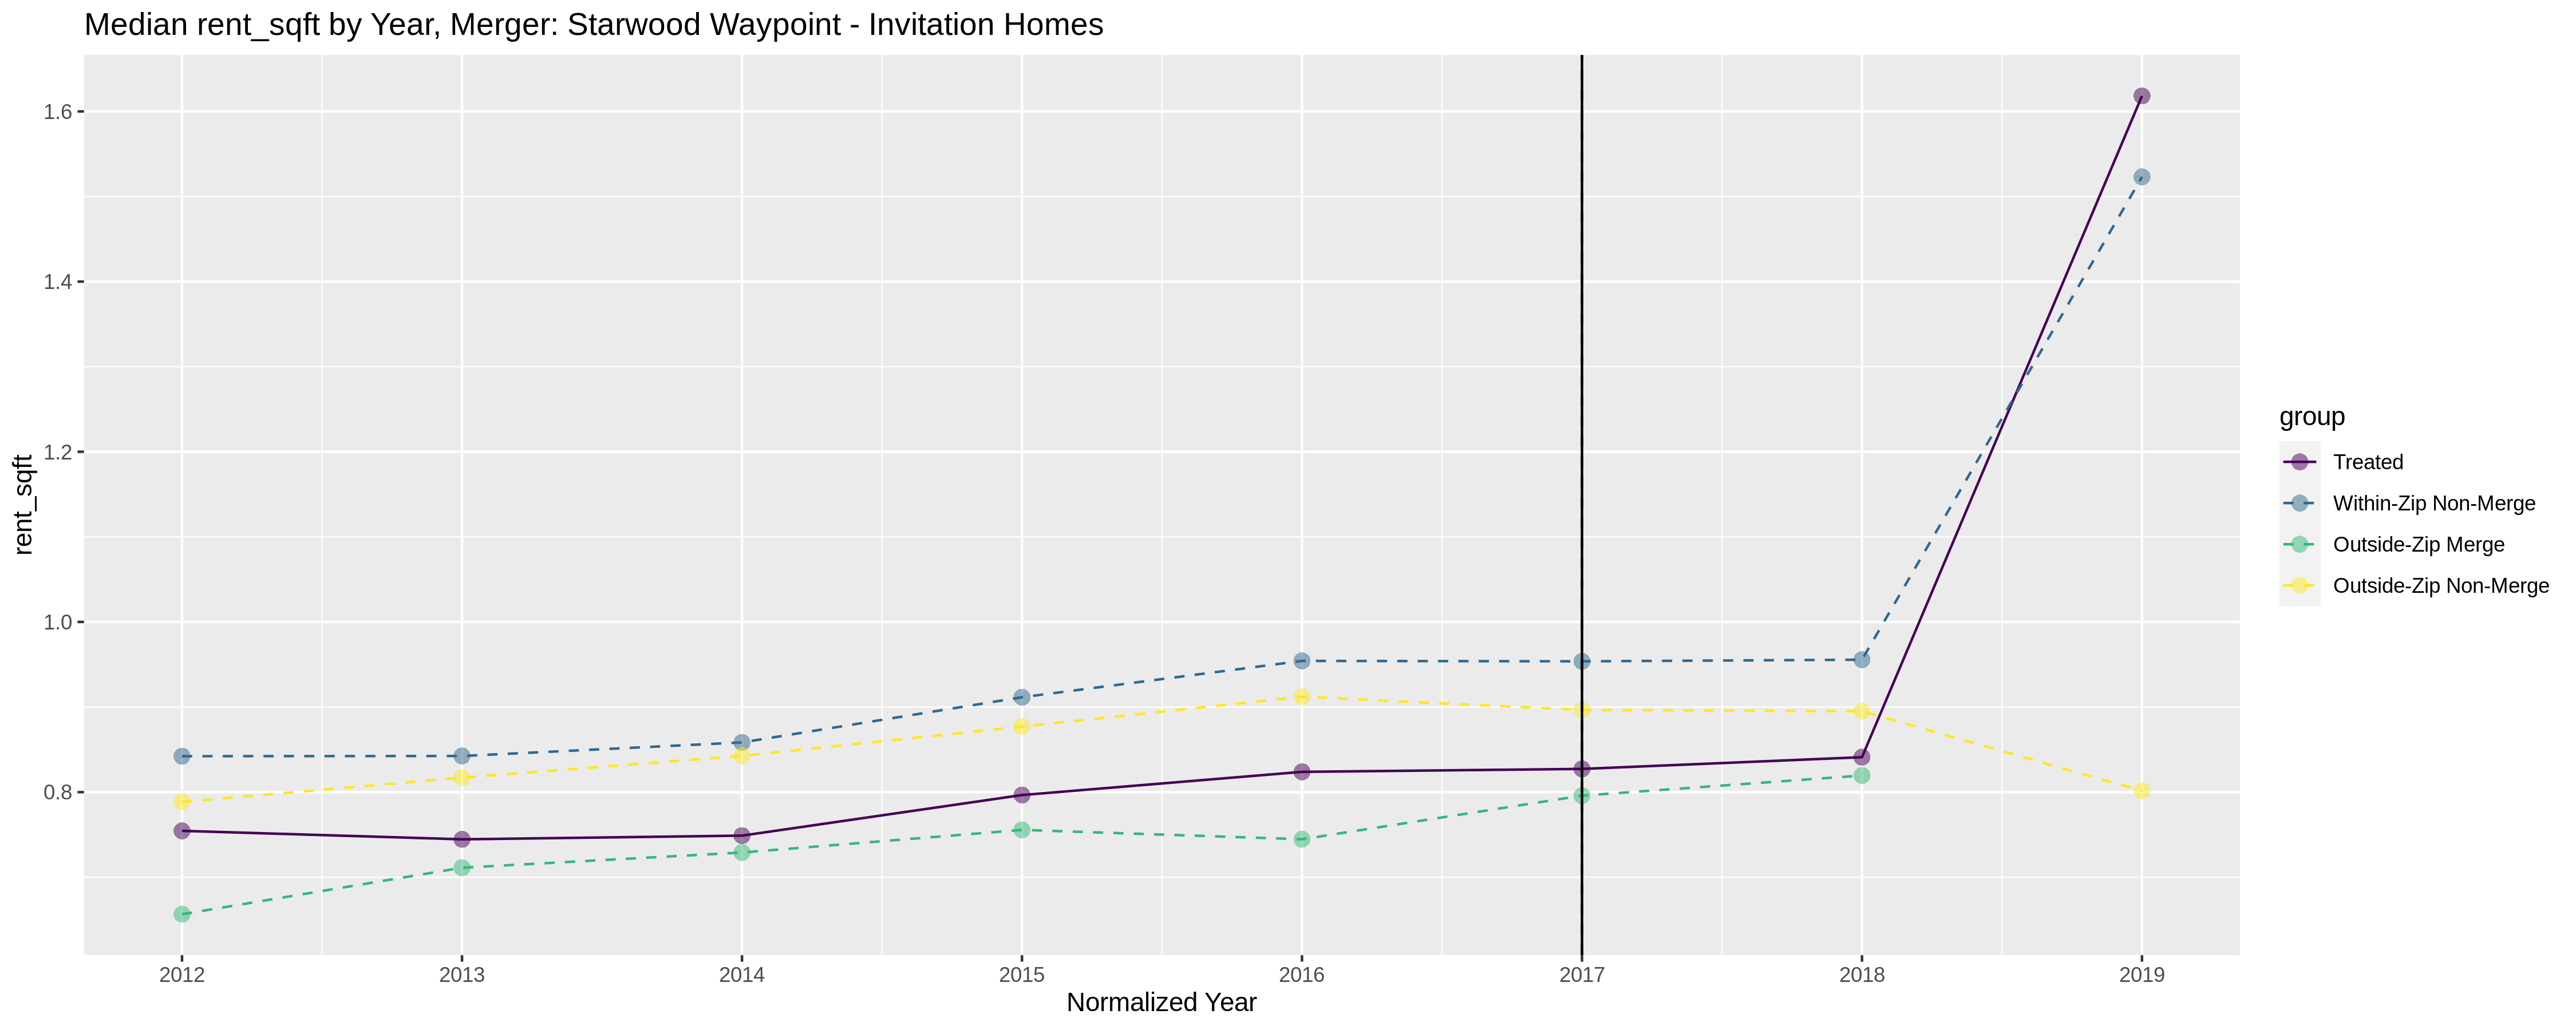 Median rent_sqft by Year, Merger: Starwood Waypoint - Invitation Homes
rent_sqft
1.6
1.4
1.2
1.0
0.8
2012 2013 2014 2015 2016 2017 2018 2019
Normalized Year
group
Treated
Within-Zip Non-Merge
Outside-Zip Merge
Outside-Zip Non-Merge